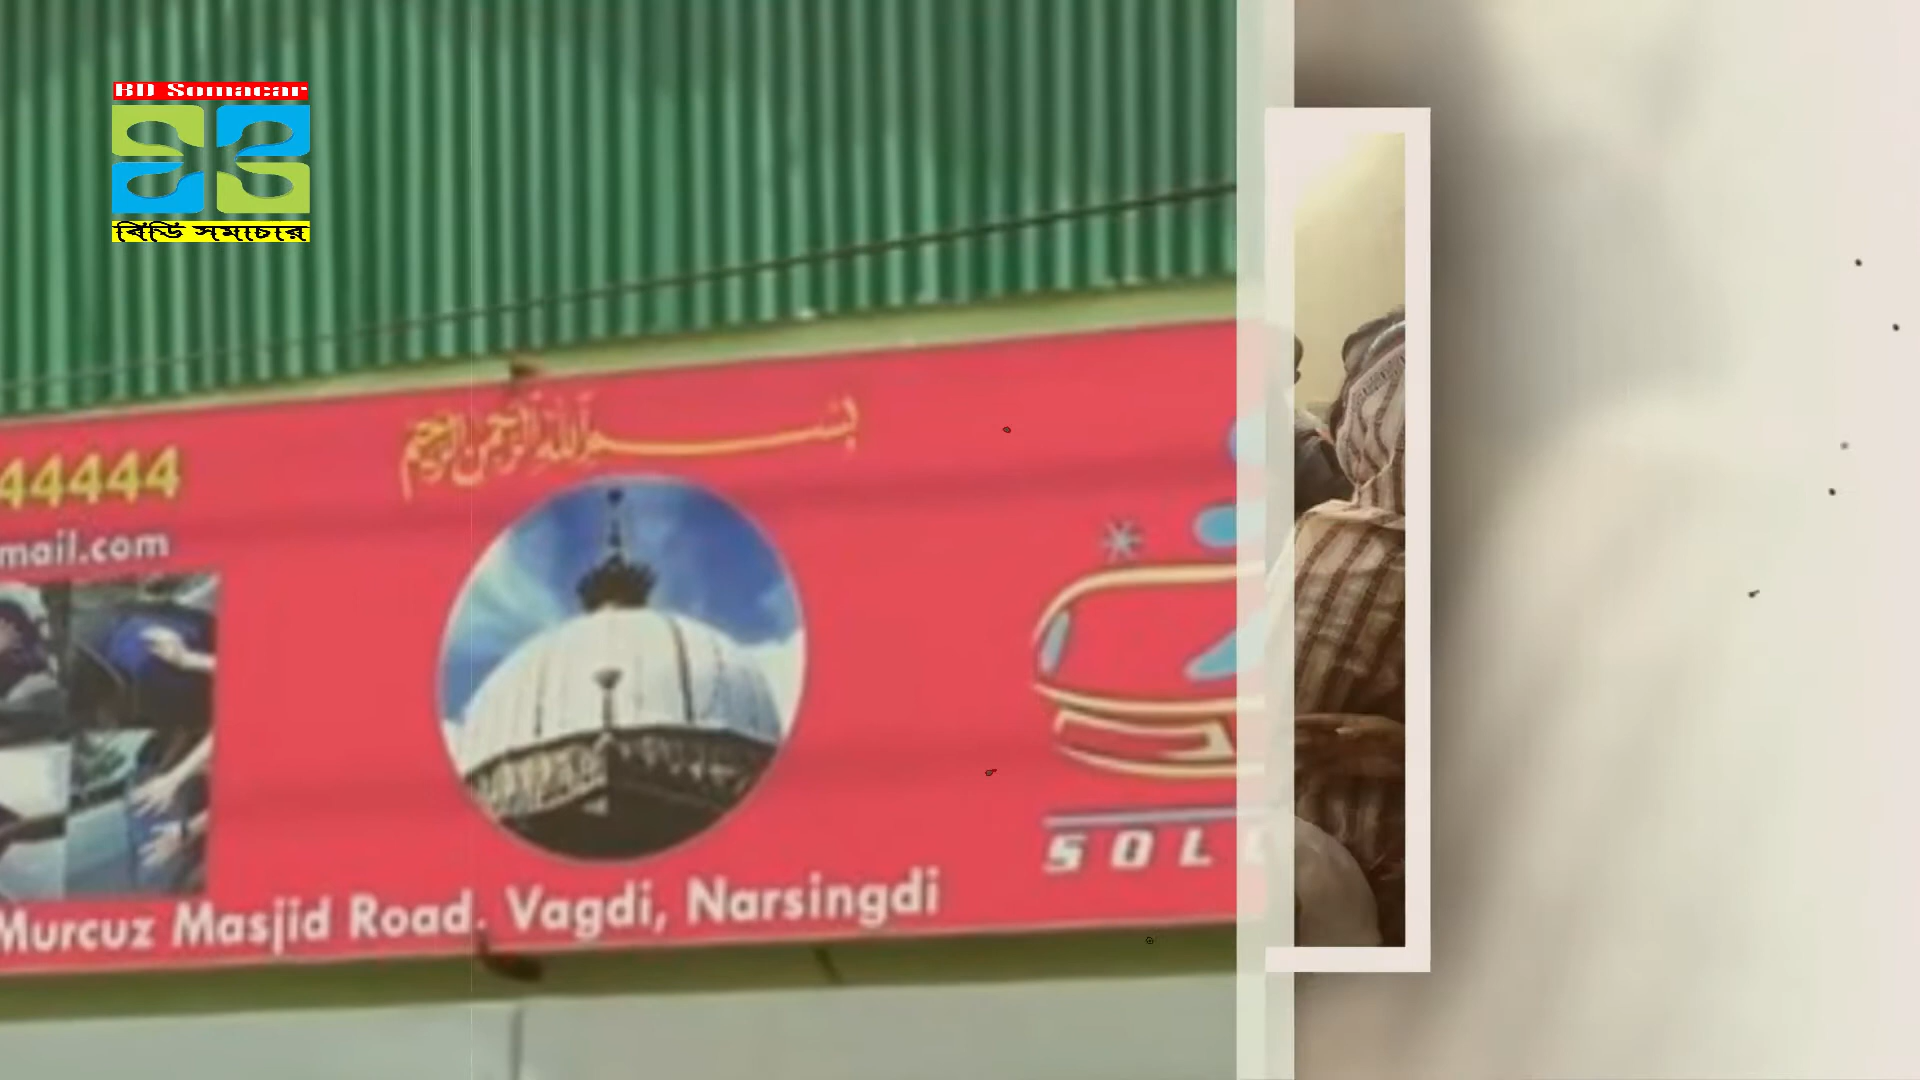 BD Somacar
বিডি সমাচার
بسم الله الرحمن الرحيم
44444
mail.com
SOL
Murcuz Masjid Road. Vagdi, Narsingdi